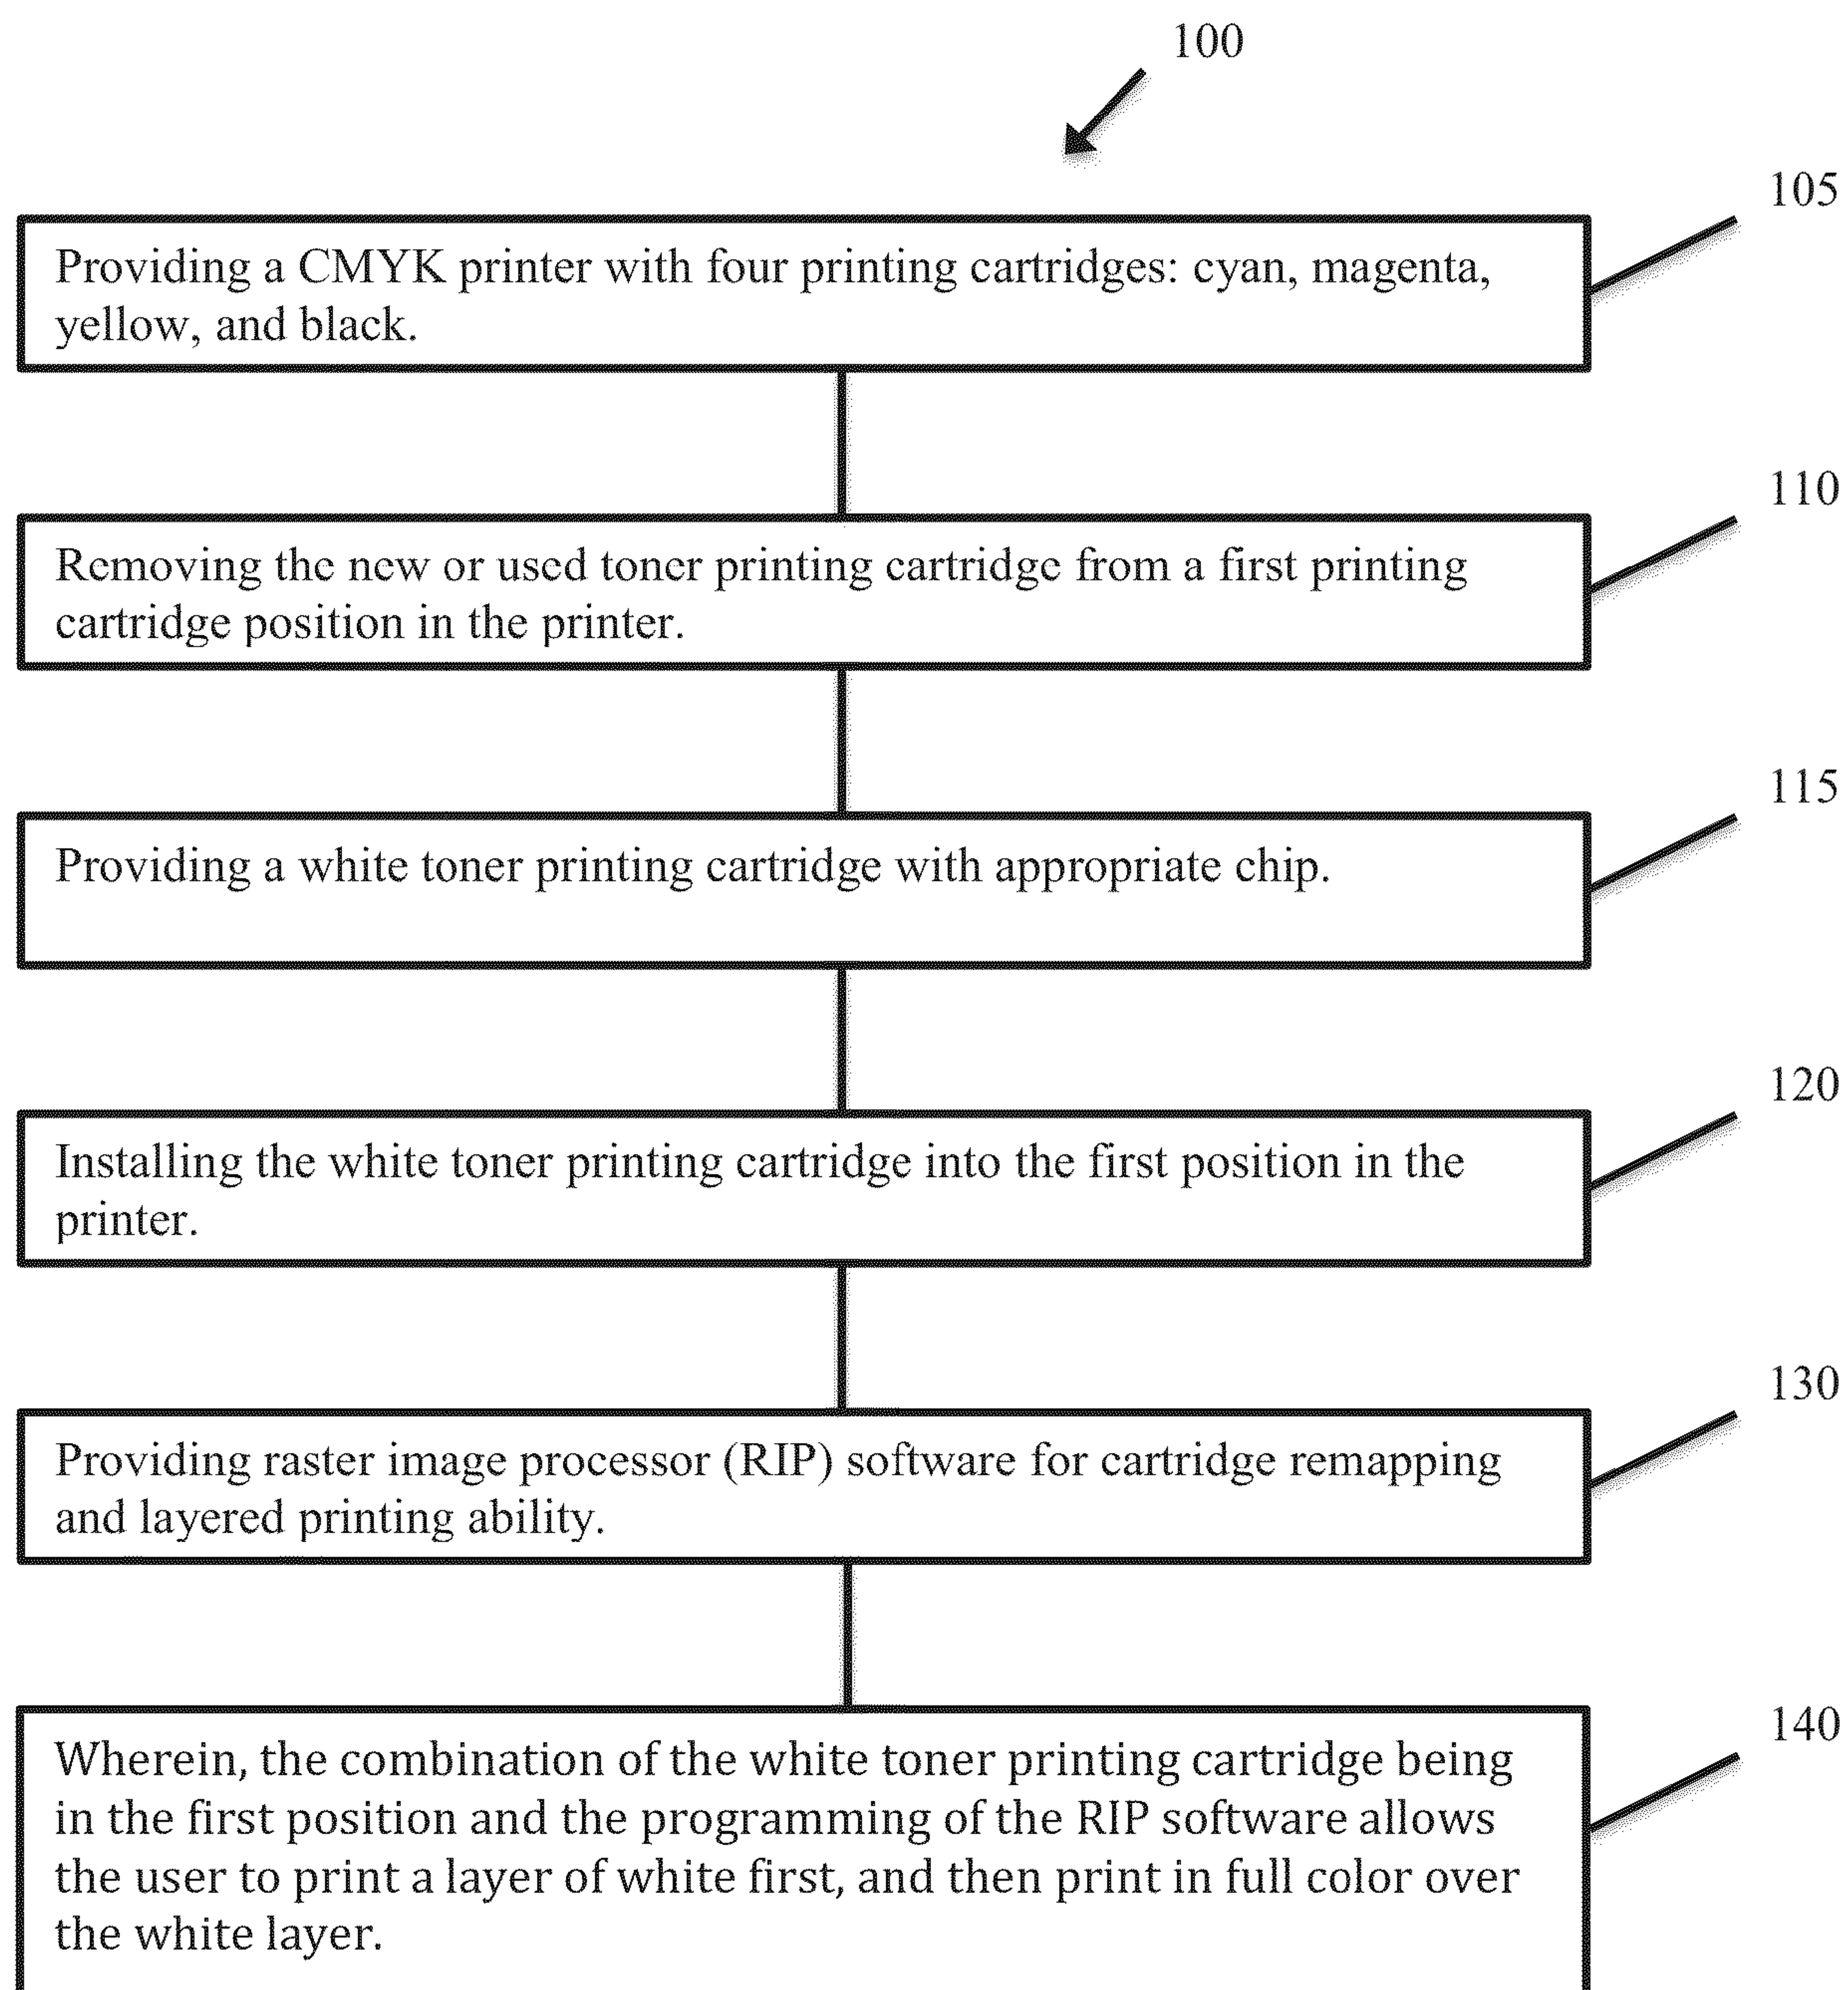 100
105
Providing a CMYK printer with four printing cartridges: cyan, magenta,
yellow, and black.
110
Removing the new or used toner printing cartridge from a first printing
cartridge position in the printer.
115
Providing a white toner printing cartridge with appropriate chip.
120
Installing the white toner printing cartridge into the first position in the
printer.
130
Providing raster image processor (RIP) software for cartridge remapping
and layered printing ability.
140
Wherein, the combination of the white toner printing cartridge being
in the first position and the programming of the RIP software allows
the user to print a layer of white first, and then print in full color over
the white layer.